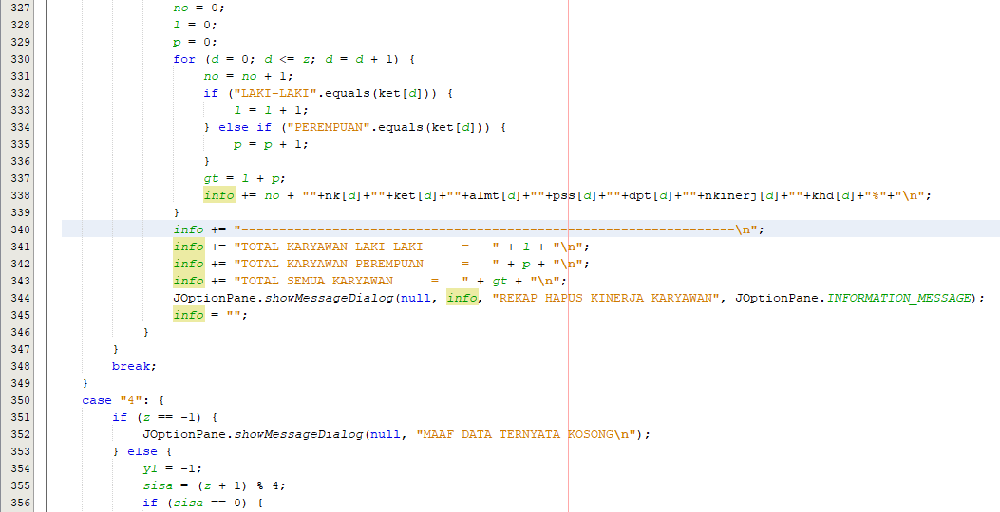 327 no = 0;
328 l = 0;
329 p = 0;
330 for (d = 0; d <= z; d = d + 1) {
331 no = no + 1;
332 if ("LAKI-LAKI".equals(ket[d])) {
333 l = l + 1;
334 } else if ("PEREMPUAN".equals(ket[d])) {
335 p = p + 1;
336 }
337 gt = l + p;
338 info += no + ""+nk[d]+""+ket[d]+""+almt[d]+""+pss[d]+""+dpt[d]+""+nkinerj[d]+""+khd[d]+"%"+"\n";
339 }
340 info += "-----------------------------------------------------------------\n";
341 info += "TOTAL KARYAWAN LAKI-LAKI     =   " + l + "\n";
342 info += "TOTAL KARYAWAN PEREMPUAN     =   " + p + "\n";
343 info += "TOTAL SEMUA KARYAWAN     =   " + gt + "\n";
344 JOptionPane.showMessageDialog(null, info, "REKAP HAPUS KINERJA KARYAWAN", JOptionPane.INFORMATION_MESSAGE);
345 info = "";
346 }
347 }
348 break;
349 }
350 case "4": {
351 if (z == -1) {
352 JOptionPane.showMessageDialog(null, "MAAF DATA TERNYATA KOSONG\n");
353 } else {
354 y1 = -1;
355 sisa = (z + 1) % 4;
356 if (sisa == 0) {